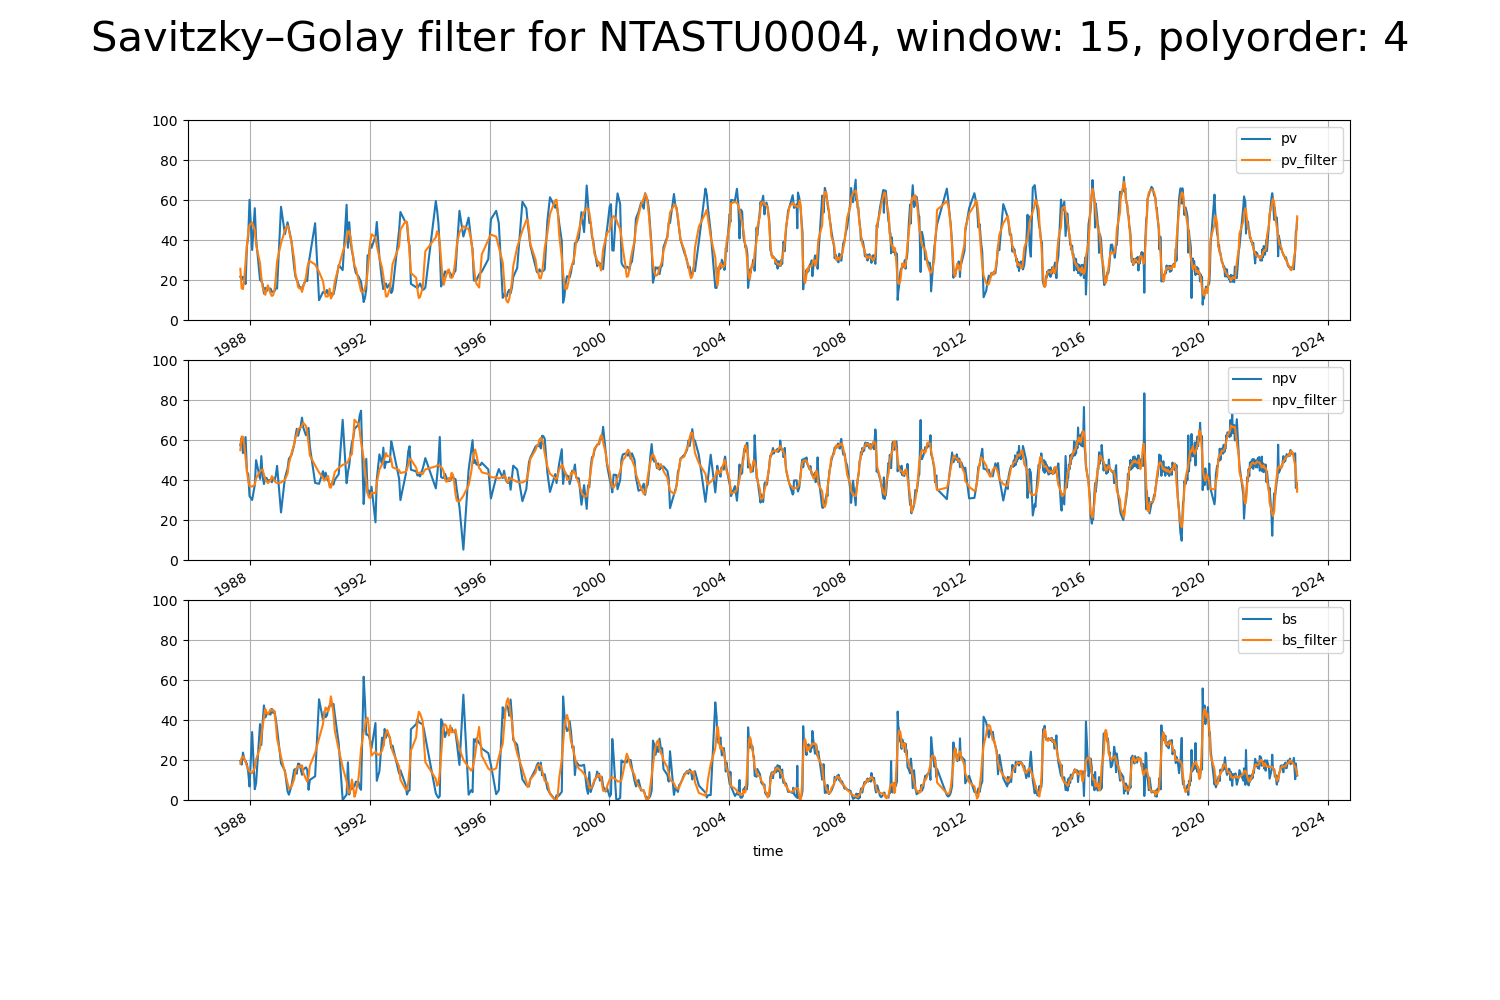 Savitzky–Golay filter for NTASTU0004, window: 15, polyorder: 4
100
80
60
40
20
0
pv
pv_filter
1988 1992 1996 2000 2004 2008 2012 2016 2020 2024
100
80
60
40
20
0
npv
npv_filter
1988 1992 1996 2000 2004 2008 2012 2016 2020 2024
100
80
60
40
20
0
bs
bs_filter
1988 1992 1996 2000 2004 2008 2012 2016 2020 2024
time